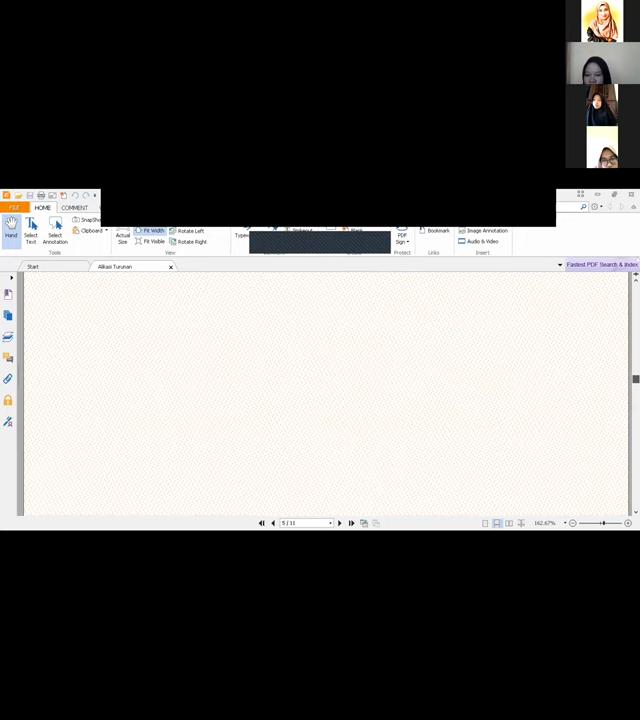 FILE
HOME
COMMENT
Hand
Select
Text
Select
Annotation
SnapSho
Clipboard
Tools
Actual
Size
Fit Width
Fit Visible
Rotate Left
Rotate Right
View
Typew
PDF
Sign
Protect
Bookmark
Links
Image Annotation
Audio & Video
Insert
Start
Alikasi Turunan
Fastest PDF Search & Index
5 / 11
162.67%